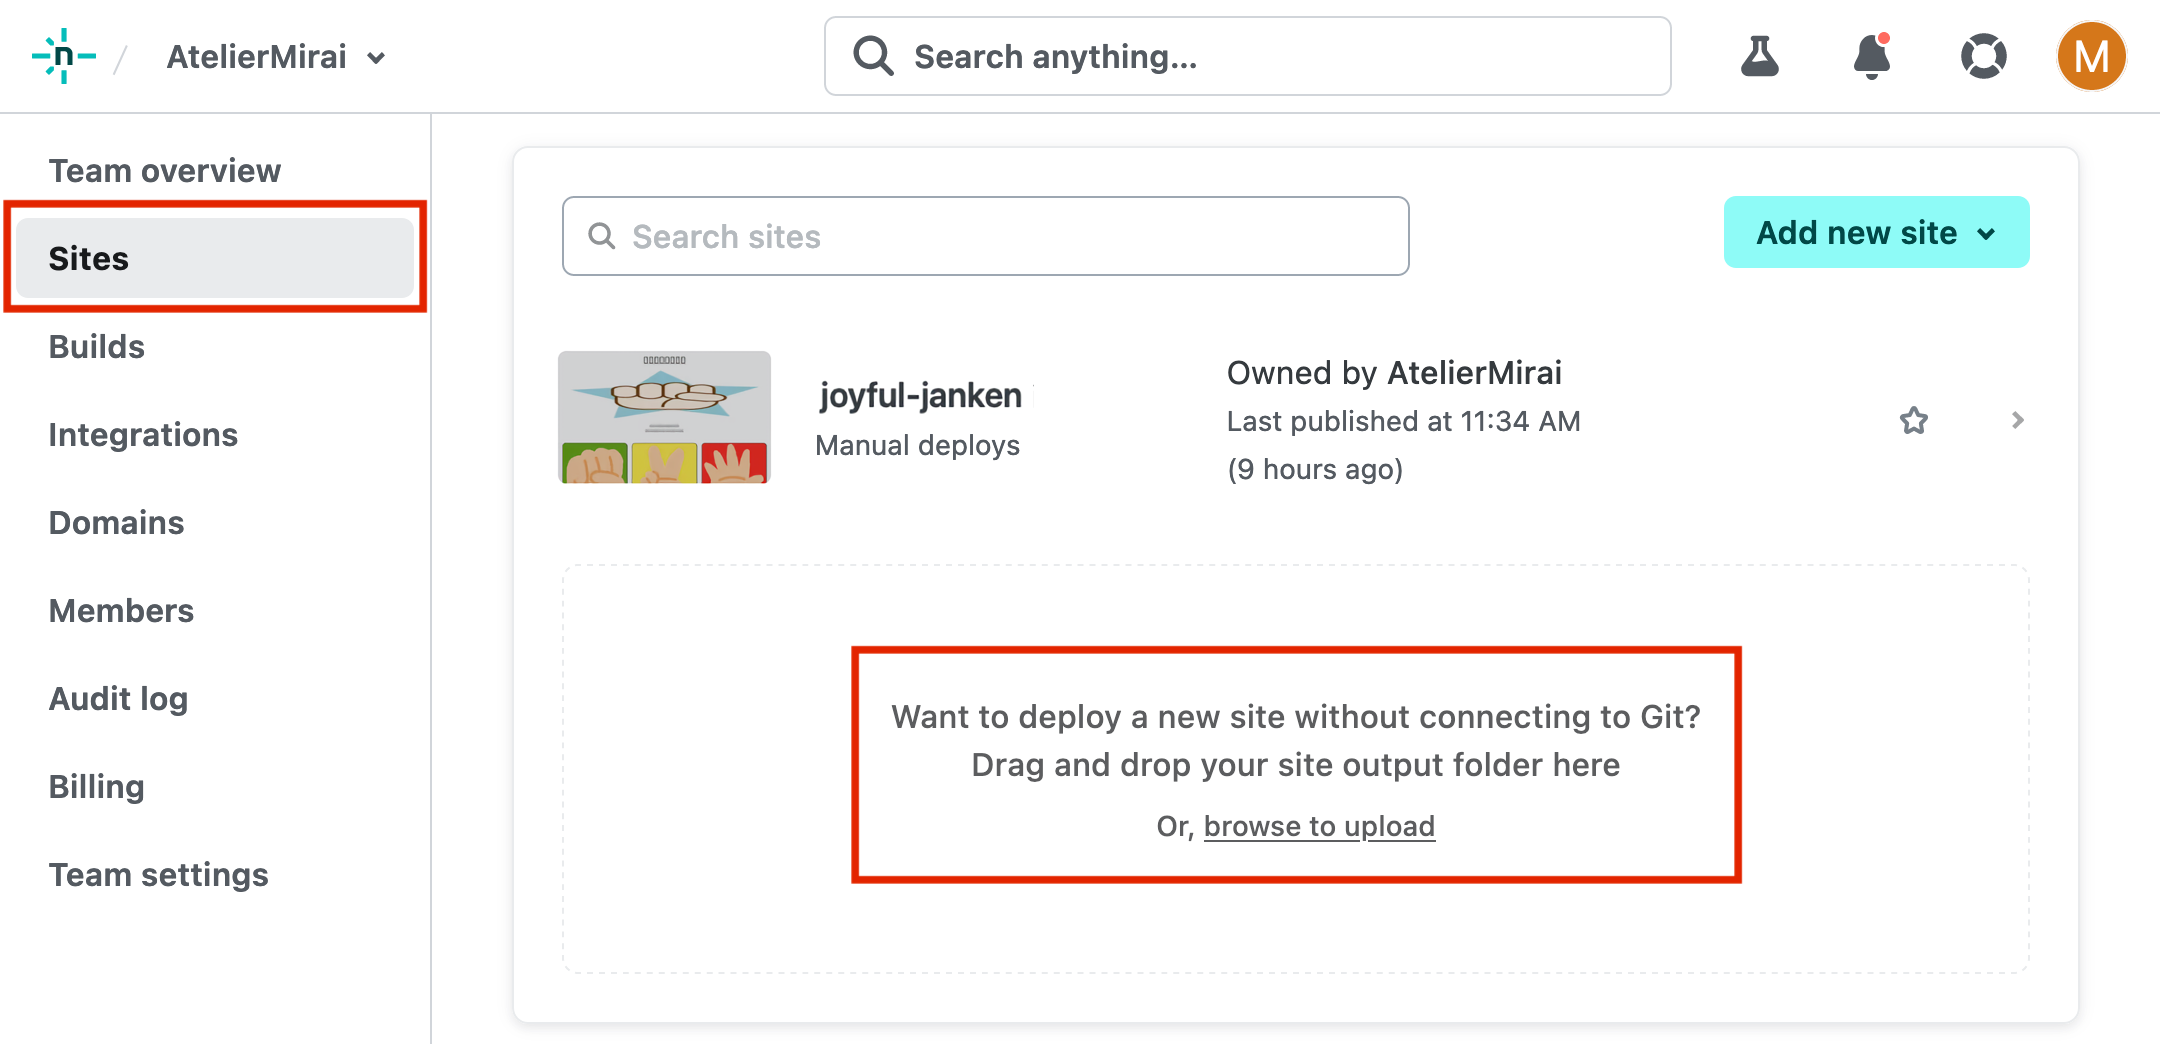 n / AtelierMirai
Search anything...
M
Team overview
Sites
Builds
Integrations
Domains
Members
Audit log
Billing
Team settings
Search sites
Add new site
joyful-janken
Manual deploys
Owned by AtelierMirai
Last published at 11:34 AM
(9 hours ago)
Want to deploy a new site without connecting to Git?
Drag and drop your site output folder here
Or, browse to upload